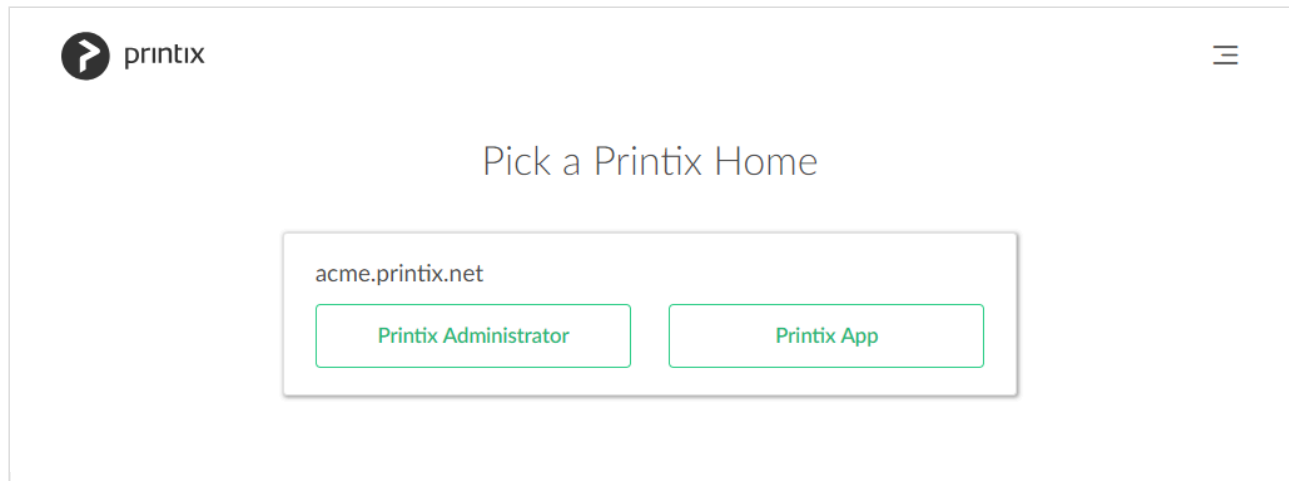 printix
Pick a Printix Home
acme.printix.net
Printix Administrator
Printix App